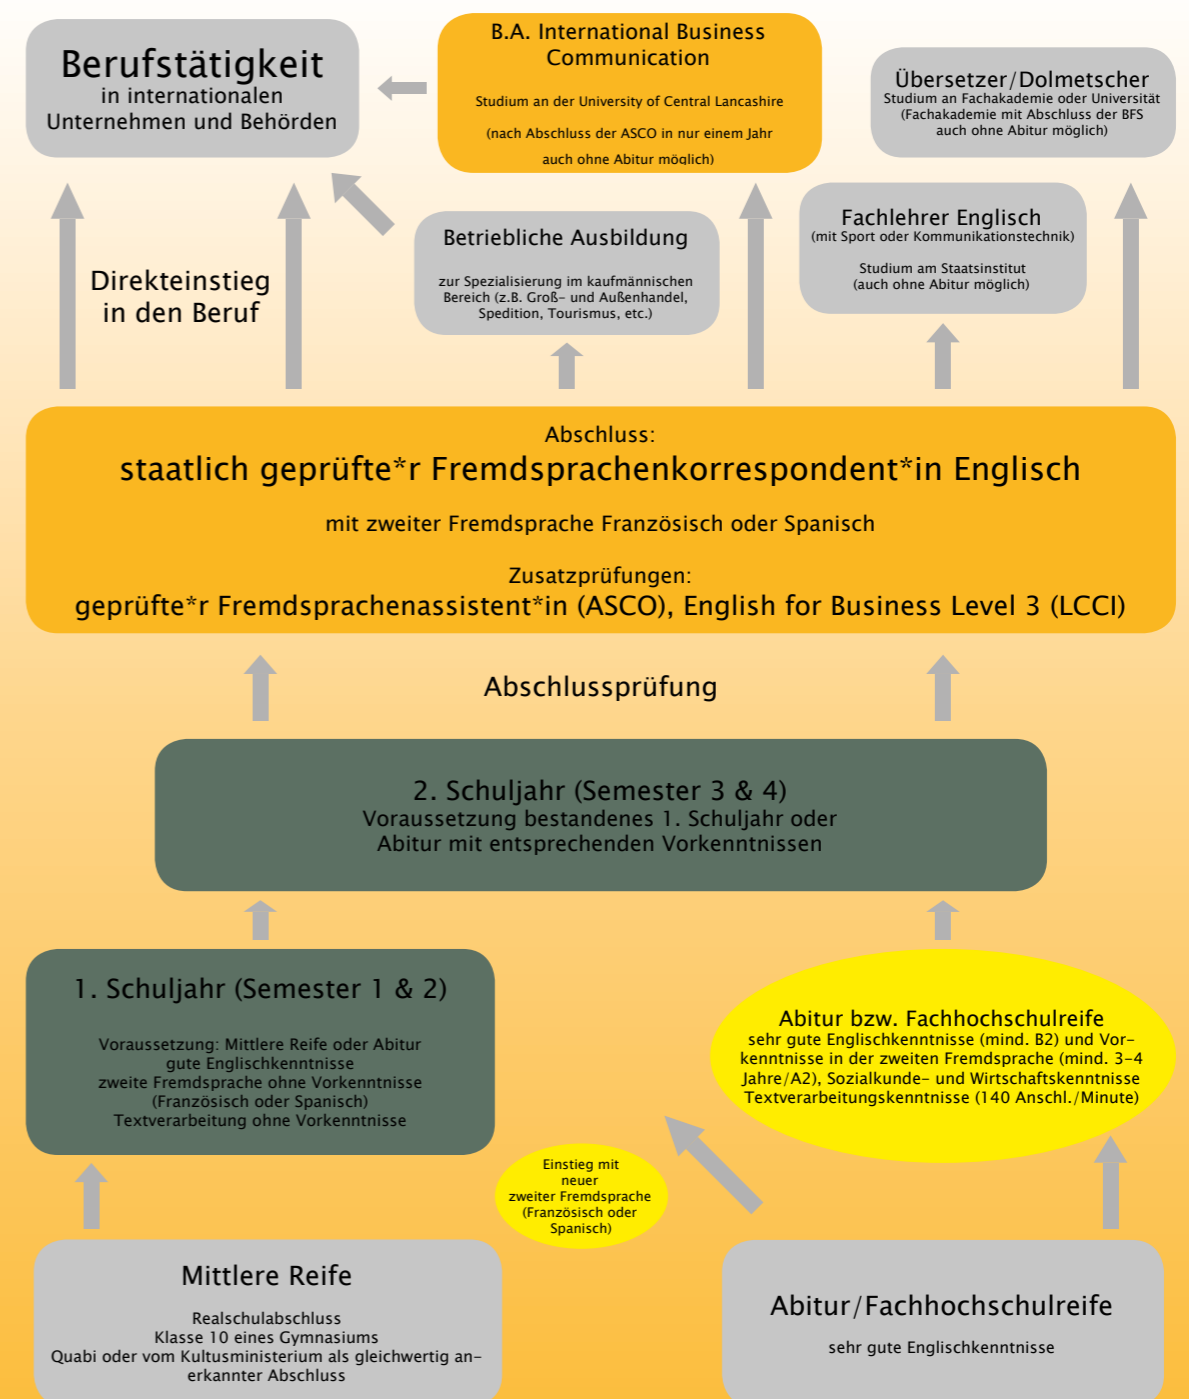 Berufstätigkeit
in internationalen
Unternehmen und Behörden
B.A. International Business
Communication
Studium an der University of Central Lancashire
(nach Abschluss der ASCO in nur einem Jahr
auch ohne Abitur möglich)
Übersetzer/Dolmetscher
Studium an Fachakademie oder Universität
(Fachakademie mit Abschluss der BFS
auch ohne Abitur möglich)
Direkteinstieg
in den Beruf
Betriebliche Ausbildung
zur Spezialisierung im kaufmännischen
Bereich (z.B. Groß- und Außenhandel,
Spedition, Tourismus, etc.)
Fachlehrer Englisch
(mit Sport oder Kommunikationstechnik)
Studium am Staatsinstitut
(auch ohne Abitur möglich)
Abschluss:
staatlich geprüfte*r Fremdsprachenkorrespondent*in Englisch
mit zweiter Fremdsprache Französisch oder Spanisch
Zusatzprüfungen:
geprüfte*r Fremdsprachenassistent*in (ASCO), English for Business Level 3 (LCCI)
Abschlussprüfung
2. Schuljahr (Semester 3 & 4)
Voraussetzung bestandenes 1. Schuljahr oder
Abitur mit entsprechenden Vorkenntnissen
1. Schuljahr (Semester 1 & 2)
Voraussetzung: Mittlere Reife oder Abitur
gute Englischkenntnisse
zweite Fremdsprache ohne Vorkenntnisse
(Französisch oder Spanisch)
Textverarbeitung ohne Vorkenntnisse
Abitur bzw. Fachhochschulreife
sehr gute Englischkenntnisse (mind. B2) und Vor-
kenntnisse in der zweiten Fremdsprache (mind. 3-4
Jahre/A2), Sozialkunde- und Wirtschaftskenntnisse
Textverarbeitungskenntnisse (140 Anschl./Minute)
Einstieg mit
neuer
zweiter Fremdsprache
(Französisch oder
Spanisch)
Mittlere Reife
Realschulabschluss
Klasse 10 eines Gymnasiums
Quabi oder vom Kultusministerium als gleichwertig an-
erkannter Abschluss
Abitur/Fachhochschulreife
sehr gute Englischkenntnisse